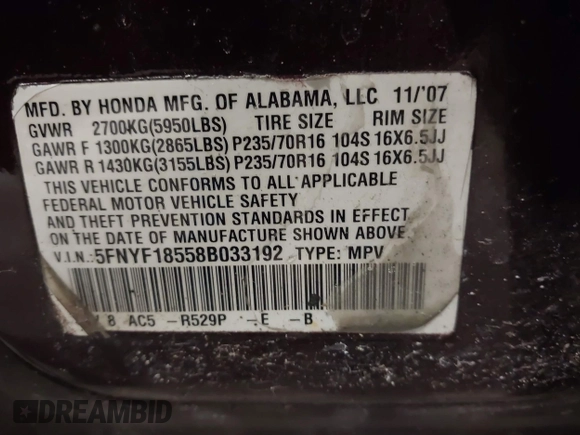 MFD. BY HONDA MFG. OF ALABAMA, LLC 11/'07
GVWR 2700KG(5950LBS) TIRE SIZE RIM SIZE
GAWR F 1300KG(2865LBS) P235/70R16 104S 16X6.5JJ
GAWR R 1430KG(3155LBS) P235/70R16 104S 16X6.5JJ
THIS VEHICLE CONFORMS TO ALL APPLICABLE
FEDERAL MOTOR VEHICLE SAFETY
AND THEFT PREVENTION STANDARDS IN EFFECT
ON THE DATE OF MANUFACTURE SHOWN ABOVE.
V.I.N.: 5FNYF18558B033192 TYPE: MPV
8 AC5 -R529P -E -B
DREAMBID